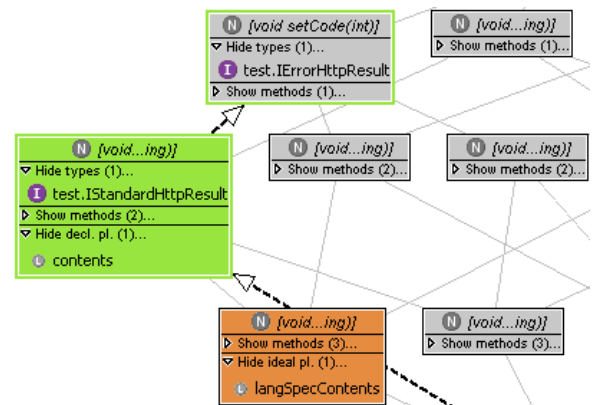 N [void setCode(int)]
Hide types (1)...
I test.IErrorHttpResult
Show methods (1)...
N [void...ing)]
Show methods (1)...
N [void...ing)]
Hide types (1)...
I test.IStandardHttpResult
Show methods (2)...
Hide decl. pl. (1)...
L contents
N [void...ing)]
Show methods (2)...
N [void...ing)]
Show methods (2)...
N [void...ing)]
Show methods (3)...
Hide ideal pl. (1)...
L langSpecContents
N [void...ing)]
Show methods (3)...